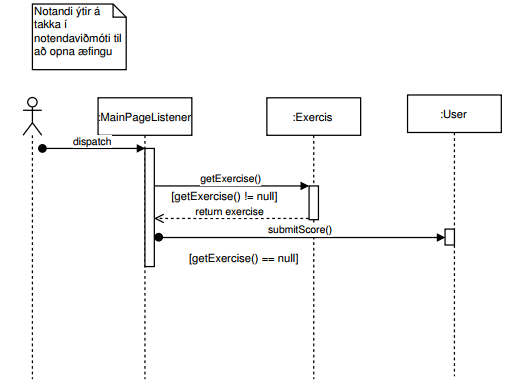 Notandi ýtir á
takka í
notendaviðmóti til
að opna æfingu
:MainPageListener
:Exercis
:User
dispatch
getExercise()
[getExercise() != null]
return exercise
submitScore()
[getExercise() == null]